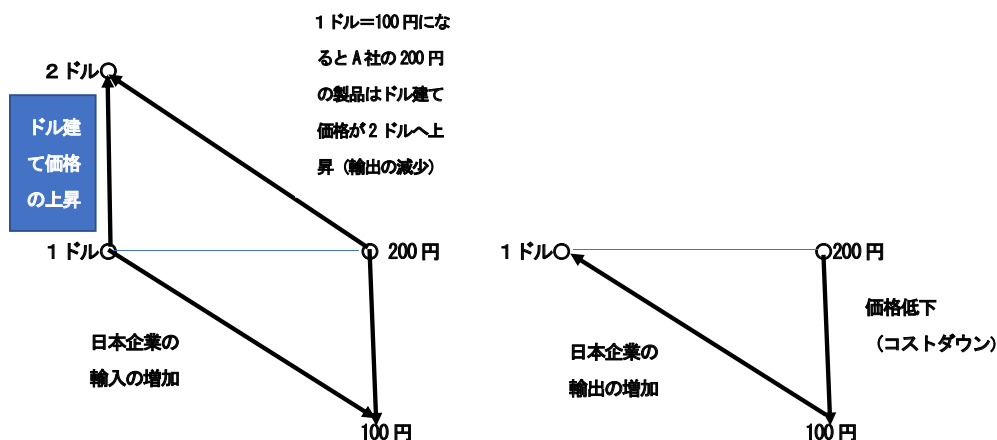 1ドル=100円にな
るとA社の200円
の製品はドル建て
価格が2ドルへ上
昇（輸出の減少）
2ドル
ドル建
て価格
の上昇
1ドル
200円
日本企業の
輸入の増加
100円
1ドル
200円
価格低下
（コストダウン）
日本企業の
輸出の増加
100円